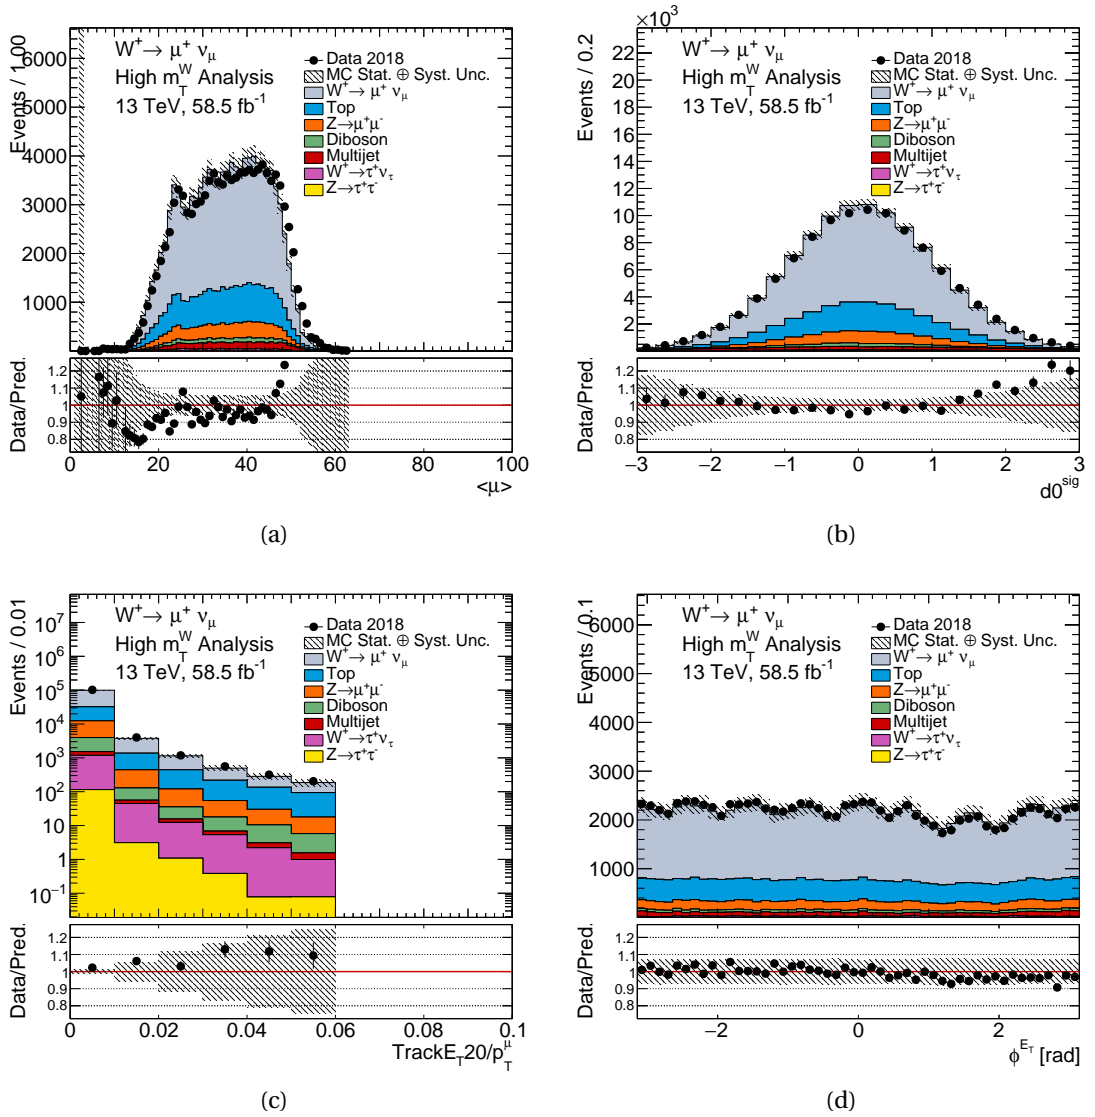 Events / 1.00
W⁺→ μ⁺ ν_μ
High m_T^W Analysis
13 TeV, 58.5 fb⁻¹
Data 2018
MC Stat. ⊕ Syst. Unc.
W⁺→ μ⁺ ν_μ
Top
Z→μ⁺μ⁻
Diboson
Multijet
W⁺→τ⁺ν_τ
Z→τ⁺τ⁻
6000
5000
4000
3000
2000
1000
Data/Pred.
1.2
1.1
1
0.9
0.8
0 20 40 60 80 100
<μ>
(a)
×10³
Events / 0.2
W⁺→ μ⁺ ν_μ
High m_T^W Analysis
13 TeV, 58.5 fb⁻¹
Data 2018
MC Stat. ⊕ Syst. Unc.
W⁺→ μ⁺ ν_μ
Top
Z→μ⁺μ⁻
Diboson
Multijet
W⁺→τ⁺ν_τ
Z→τ⁺τ⁻
22
20
18
16
14
12
10
8
6
4
2
Data/Pred.
1.2
1.1
1
0.9
0.8
−3 −2 −1 0 1 2 3
d0^sig
(b)
Events / 0.01
W⁺→ μ⁺ ν_μ
High m_T^W Analysis
13 TeV, 58.5 fb⁻¹
Data 2018
MC Stat. ⊕ Syst. Unc.
W⁺→ μ⁺ ν_μ
Top
Z→μ⁺μ⁻
Diboson
Multijet
W⁺→τ⁺ν_τ
Z→τ⁺τ⁻
10⁷
10⁶
10⁵
10⁴
10³
10²
10
1
10⁻¹
Data/Pred.
1.2
1.1
1
0.9
0.8
0 0.02 0.04 0.06 0.08 0.1
TrackE_T20/p_T^μ
(c)
Events / 0.1
W⁺→ μ⁺ ν_μ
High m_T^W Analysis
13 TeV, 58.5 fb⁻¹
Data 2018
MC Stat. ⊕ Syst. Unc.
W⁺→ μ⁺ ν_μ
Top
Z→μ⁺μ⁻
Diboson
Multijet
W⁺→τ⁺ν_τ
Z→τ⁺τ⁻
6000
5000
4000
3000
2000
1000
Data/Pred.
1.2
1.1
1
0.9
0.8
−2 0 2
ϕ^E_T [rad]
(d)